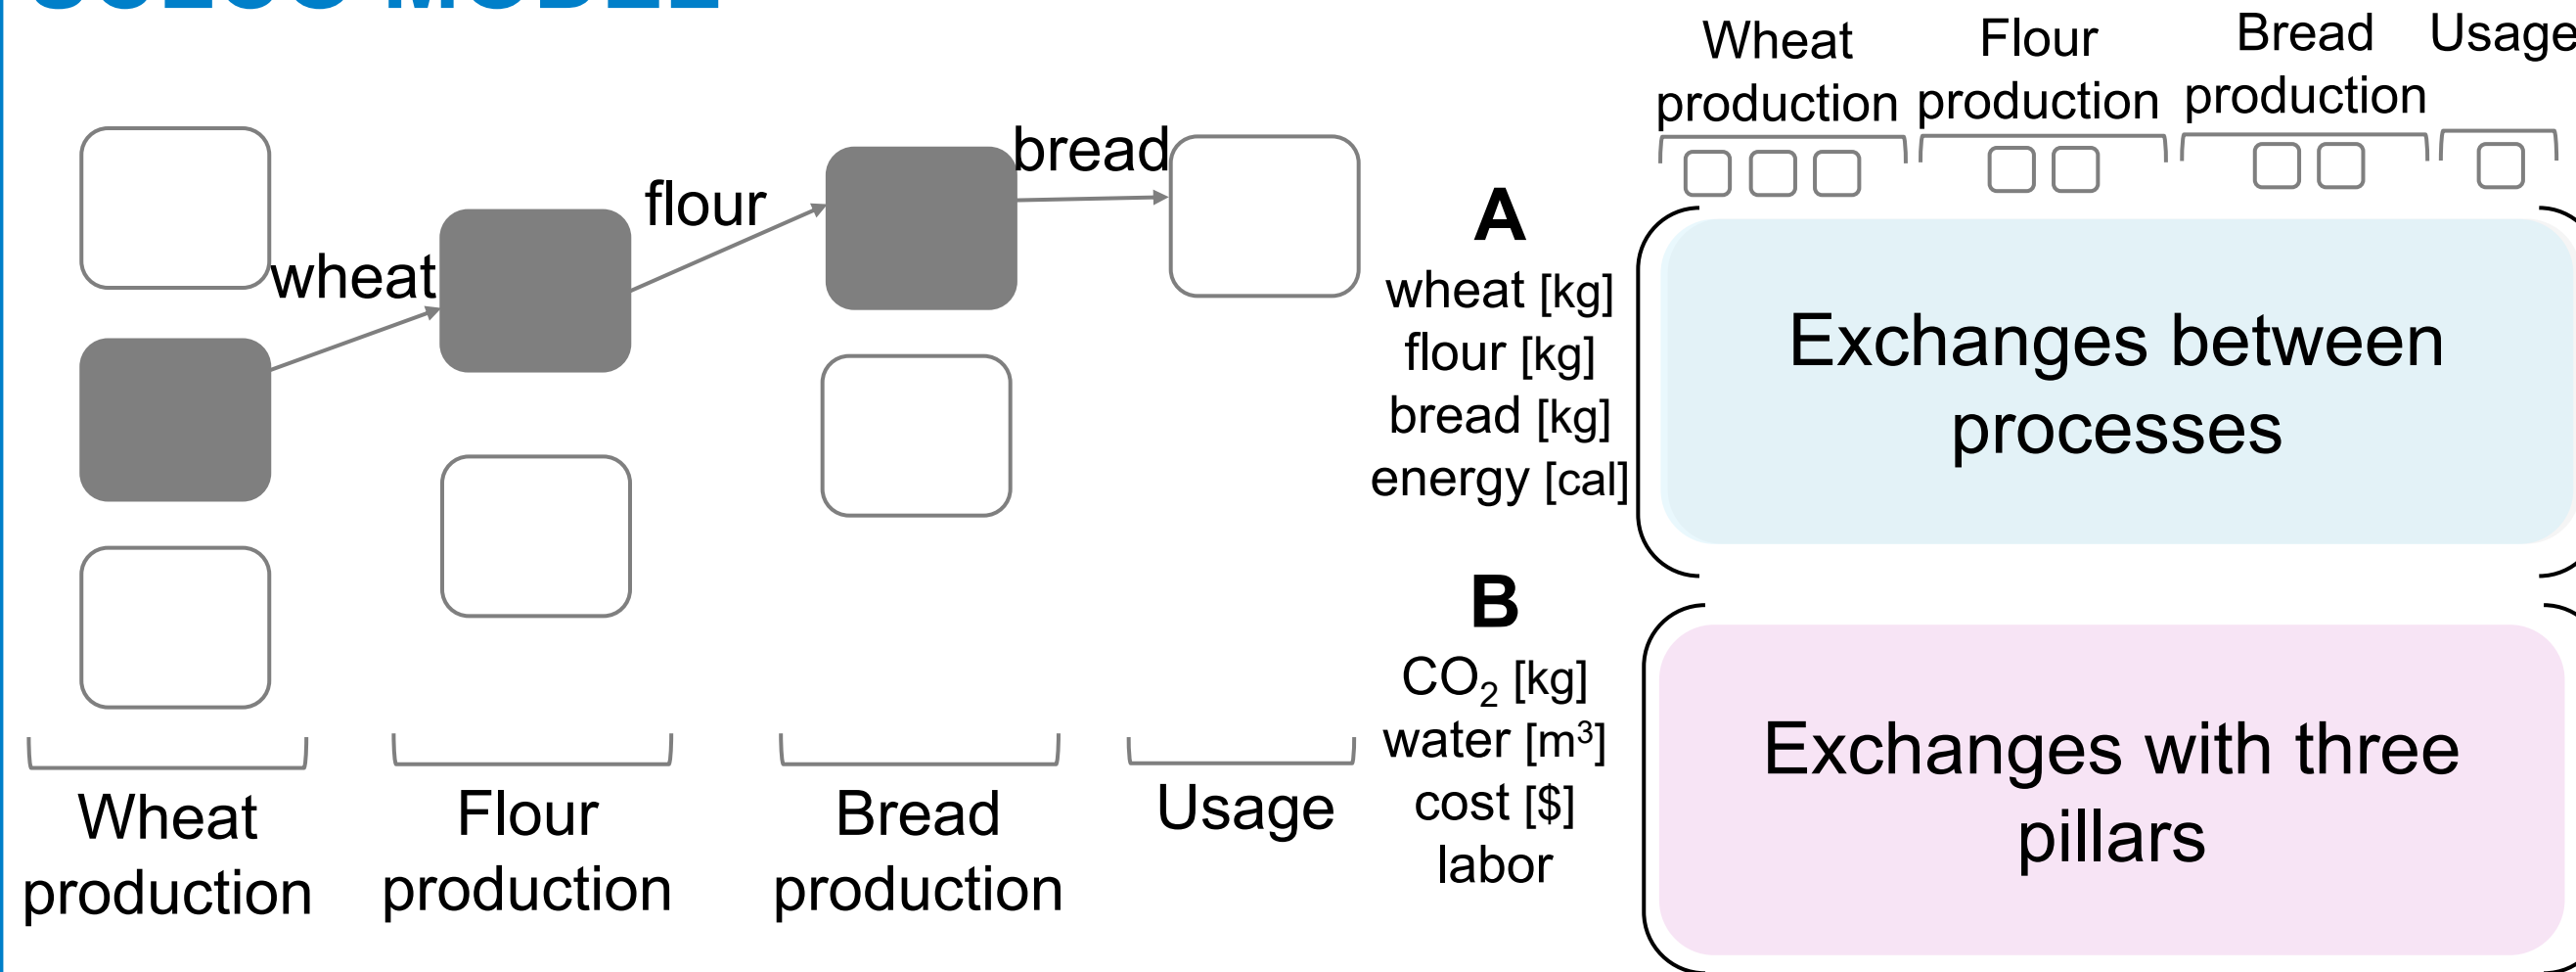 MODEL
wheat
flour
bread
Wheat
production
Flour
production
Bread
production
Usage
Wheat
production
Flour
production
Bread
production
Usage
A
wheat [kg]
flour [kg]
bread [kg]
energy [cal]
Exchanges between
processes
B
CO₂ [kg]
water [m³]
cost [$]
labor
Exchanges with three
pillars